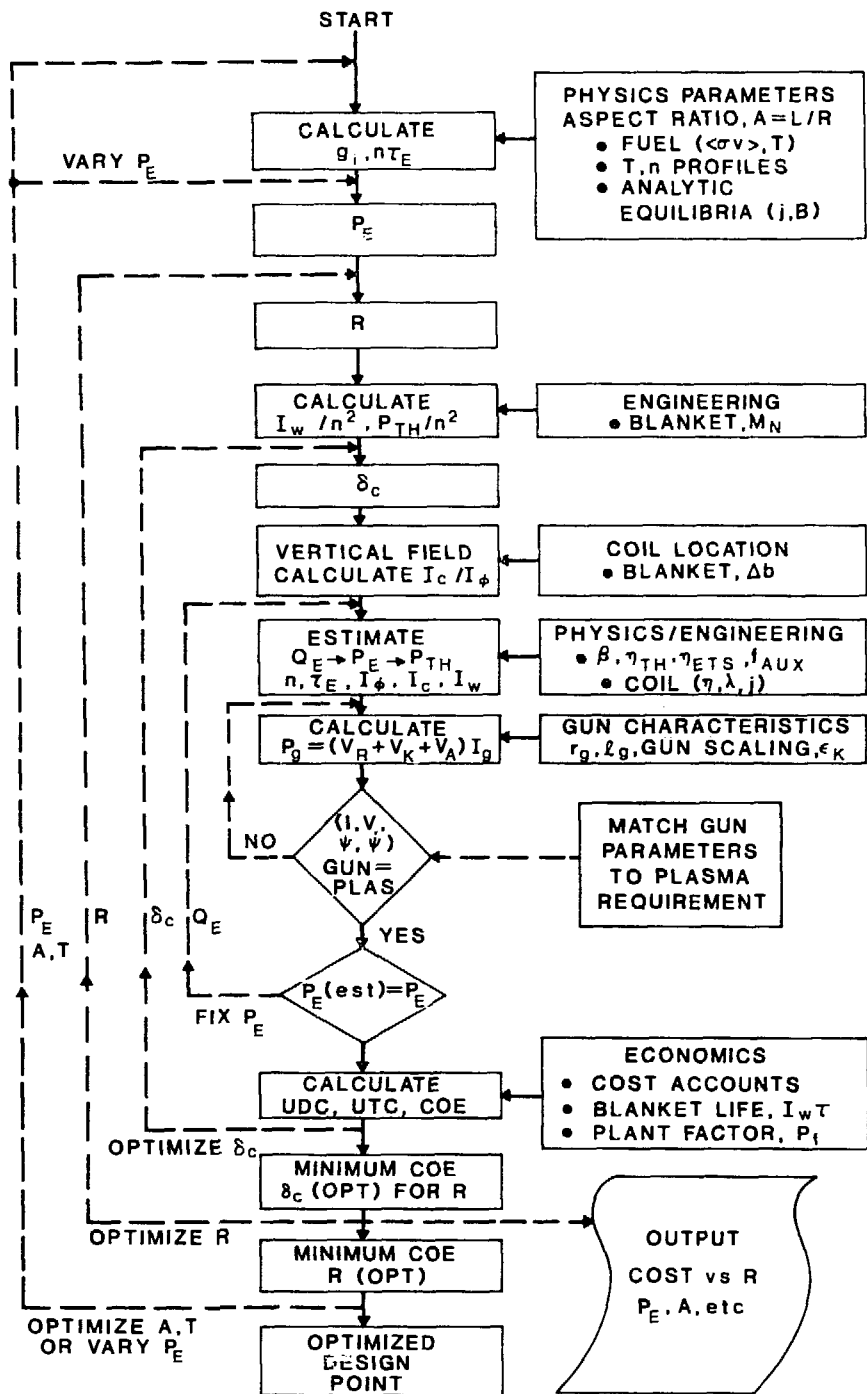 START
CALCULATE
g_i, nτ_E
PHYSICS PARAMETERS
ASPECT RATIO, A=L/R
● FUEL (<σv>,T)
● T,n PROFILES
● ANALYTIC
EQUILIBRIA (j,B)
VARY P_E
P_E
R
CALCULATE
I_w/n², P_TH/n²
ENGINEERING
● BLANKET, M_N
δ_c
VERTICAL FIELD
CALCULATE I_c/I_ϕ
COIL LOCATION
● BLANKET, Δb
ESTIMATE
Q_E→P_E→P_TH
n, τ_E, I_ϕ, I_c, I_w
PHYSICS/ENGINEERING
● β, η_TH, η_ETS, f_AUX
● COIL (η,λ,j)
CALCULATE
P_g=(V_R+V_K+V_A)I_g
GUN CHARACTERISTICS
r_g, ℓ_g, GUN SCALING, ϵ_K
(I,V,
ψ, ψ̇)
GUN=
PLAS
NO
MATCH GUN
PARAMETERS
TO PLASMA
REQUIREMENT
P_E
A,T
R
δ_c
Q_E
YES
P_E(est)=P_E
FIX P_E
CALCULATE
UDC, UTC, COE
ECONOMICS
● COST ACCOUNTS
● BLANKET LIFE, I_wτ
● PLANT FACTOR, P_f
OPTIMIZE δ_c
MINIMUM COE
δ_c (OPT) FOR R
OPTIMIZE R
MINIMUM COE
R (OPT)
OUTPUT
COST vs R
P_E, A, etc
OPTIMIZE A,T
OR VARY P_E
OPTIMIZED
DESIGN
POINT